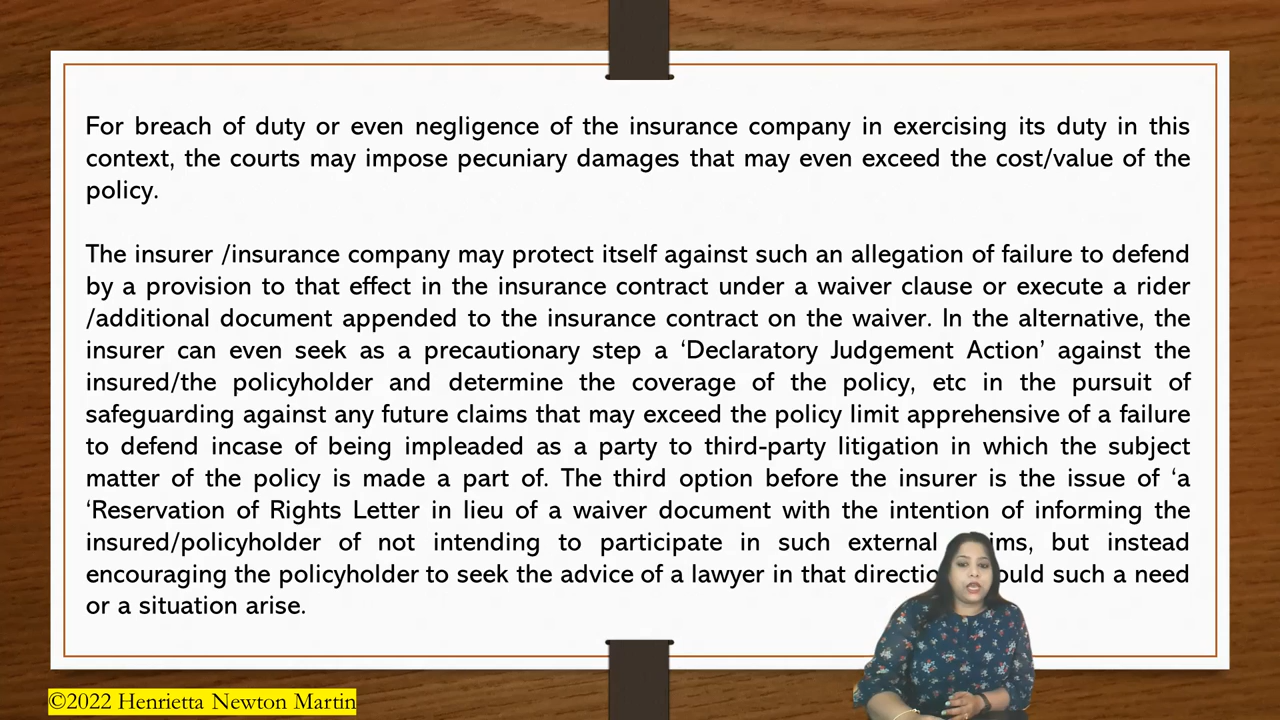 For breach of duty or even negligence of the insurance company in exercising its duty in this
context, the courts may impose pecuniary damages that may even exceed the cost/value of the
policy.
The insurer /insurance company may protect itself against such an allegation of failure to defend
by a provision to that effect in the insurance contract under a waiver clause or execute a rider
/additional document appended to the insurance contract on the waiver. In the alternative, the
insurer can even seek as a precautionary step a ‘Declaratory Judgement Action’ against the
insured/the policyholder and determine the coverage of the policy, etc in the pursuit of
safeguarding against any future claims that may exceed the policy limit apprehensive of a failure
to defend incase of being impleaded as a party to third-party litigation in which the subject
matter of the policy is made a part of. The third option before the insurer is the issue of ‘a
‘Reservation of Rights Letter in lieu of a waiver document with the intention of informing the
insured/policyholder of not intending to participate in such external but instead
encouraging the policyholder to seek the advice of a lawyer in that such a need
or a situation arise.
©2022 Henrietta Newton Martin